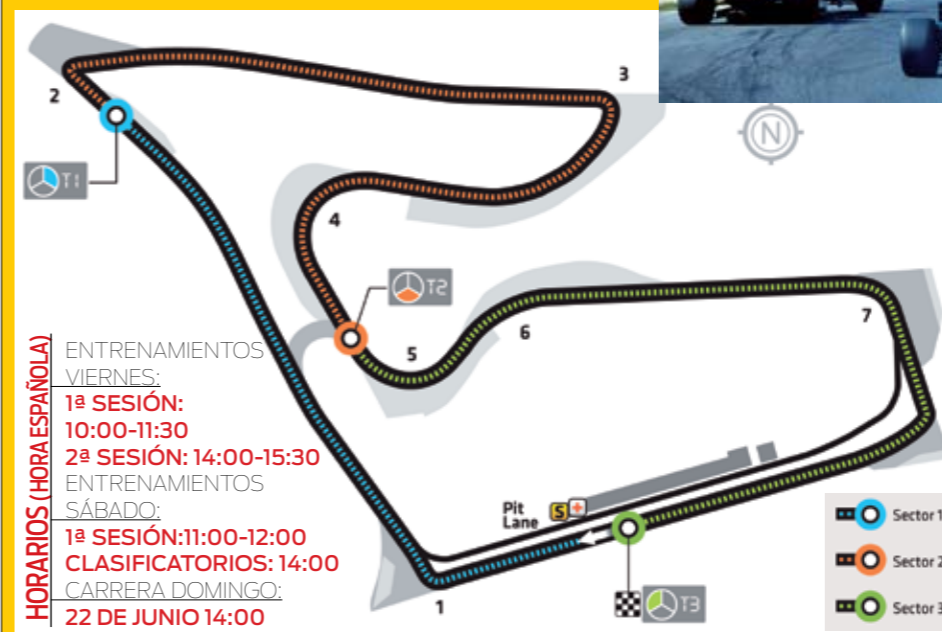 2
3
N
T1
4
T2
7
6
5
HORARIOS (HORA ESPAÑOLA)
ENTRENAMIENTOS
VIERNES:
1ª SESIÓN:
10:00-11:30
2ª SESIÓN: 14:00-15:30
ENTRENAMIENTOS
SÁBADO:
1ª SESIÓN:11:00-12:00
CLASIFICATORIOS: 14:00
CARRERA DOMINGO:
22 DE JUNIO 14:00
Pit
Lane
S
1
T3
Sector 1
Sector 2
Sector 3